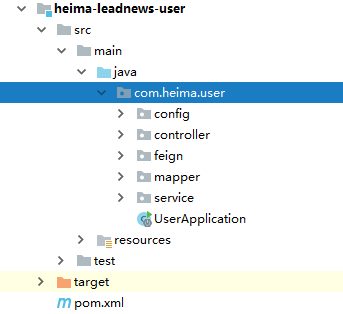 heima-leadnews-user
src
main
java
com.heima.user
config
controller
feign
mapper
service
UserApplication
resources
test
target
pom.xml